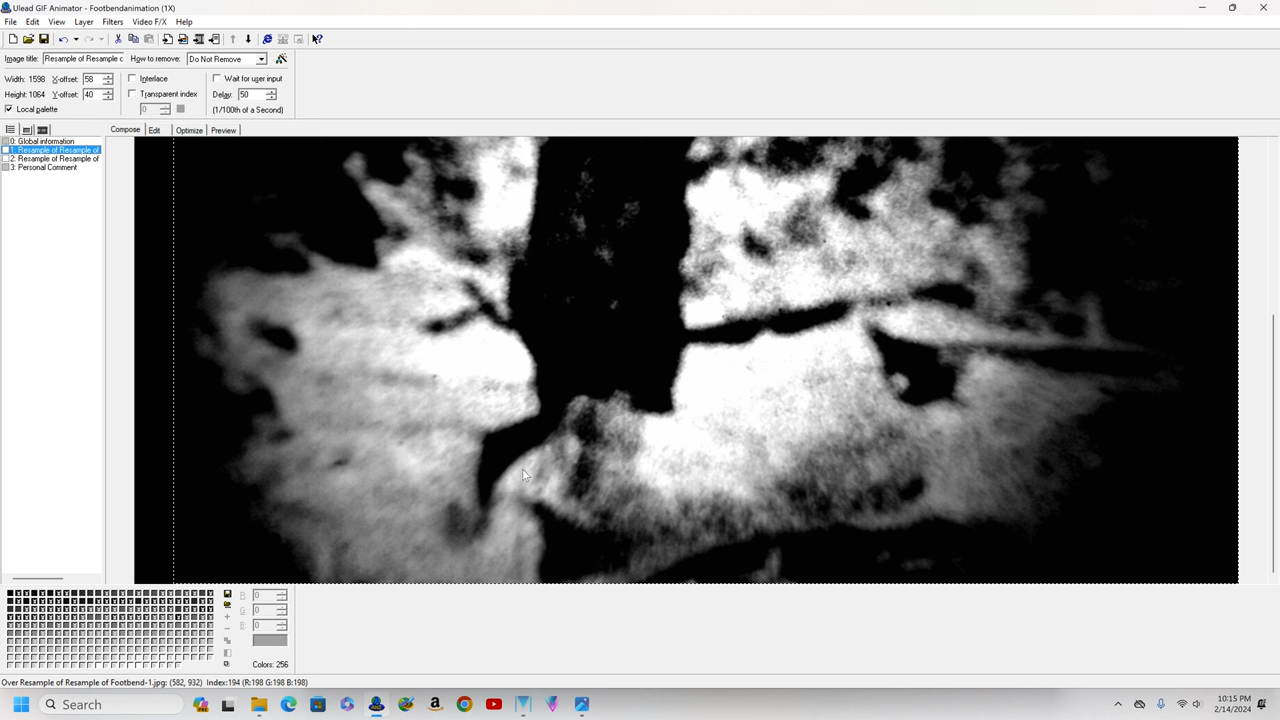 Ulead GIF Animator - Footbendanimation (1X)
File Edit View Layer Filters Video F/X Help
Image title: Resample of Resample c How to remove: Do Not Remove
Width: 1598 X-offset: 58 Interlace Wait for user input
Height: 1064 Y-offset: 40 Transparent index Delay: 50
Local palette 0 (1/100th of a Second)
Compose Edit Optimize Preview
0: Global information
1: Resample of Resample of
2: Resample of Resample of
3: Personal Comment
R: 0
G: 0
B: 0
Colors: 256
Over Resample of Resample of Footbend-1.jpg: (582, 932) Index:194 (R:198 G:198 B:198)
Search
10:15 PM
2/14/2024